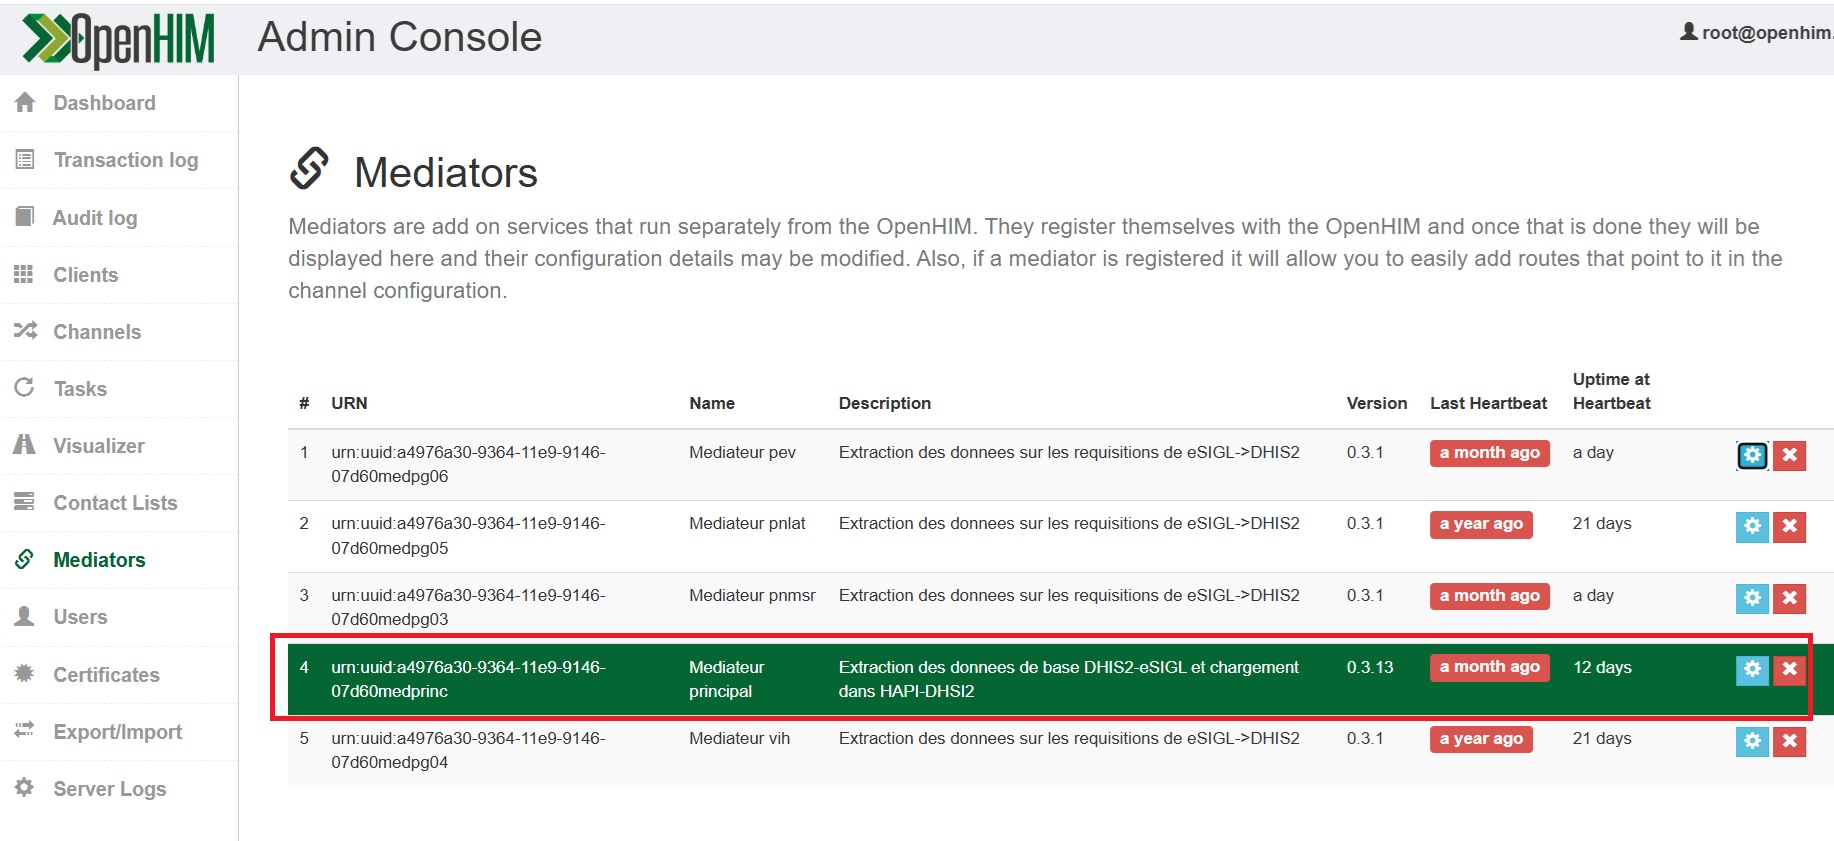 OpenHIM
Admin Console
root@openhim.
Dashboard
Transaction log
Audit log
Clients
Channels
Tasks
Visualizer
Contact Lists
Mediators
Users
Certificates
Export/Import
Server Logs
Mediators
Mediators are add on services that run separately from the OpenHIM. They register themselves with the OpenHIM and once that is done they will be
displayed here and their configuration details may be modified. Also, if a mediator is registered it will allow you to easily add routes that point to it in the
channel configuration.
Uptime at
# URN Name Description Version Last Heartbeat Heartbeat
1 urn:uuid:a4976a30-9364-11e9-9146- Mediateur pev Extraction des donnees sur les requisitions de eSIGL->DHIS2 0.3.1 a month ago a day
07d60medpg06
2 urn:uuid:a4976a30-9364-11e9-9146- Mediateur pnlat Extraction des donnees sur les requisitions de eSIGL->DHIS2 0.3.1 a year ago 21 days
07d60medpg05
3 urn:uuid:a4976a30-9364-11e9-9146- Mediateur pnmsr Extraction des donnees sur les requisitions de eSIGL->DHIS2 0.3.1 a month ago a day
07d60medpg03
4 urn:uuid:a4976a30-9364-11e9-9146- Mediateur Extraction des donnees de base DHIS2-eSIGL et chargement 0.3.13 a month ago 12 days
07d60medprinc principal dans HAPI-DHSI2
5 urn:uuid:a4976a30-9364-11e9-9146- Mediateur vih Extraction des donnees sur les requisitions de eSIGL->DHIS2 0.3.1 a year ago 21 days
07d60medpg04